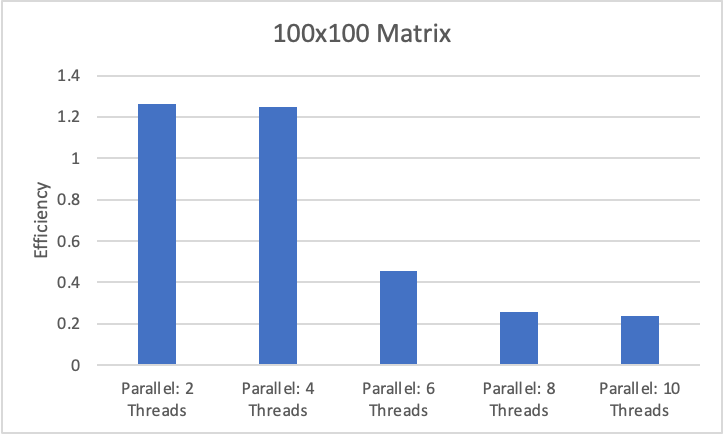 100x100 Matrix
1.4
1.2
1
0.8
0.6
0.4
0.2
0
Efficiency
Parallel: 2
Threads
Parallel: 4
Threads
Parallel: 6
Threads
Parallel: 8
Threads
Parallel: 10
Threads